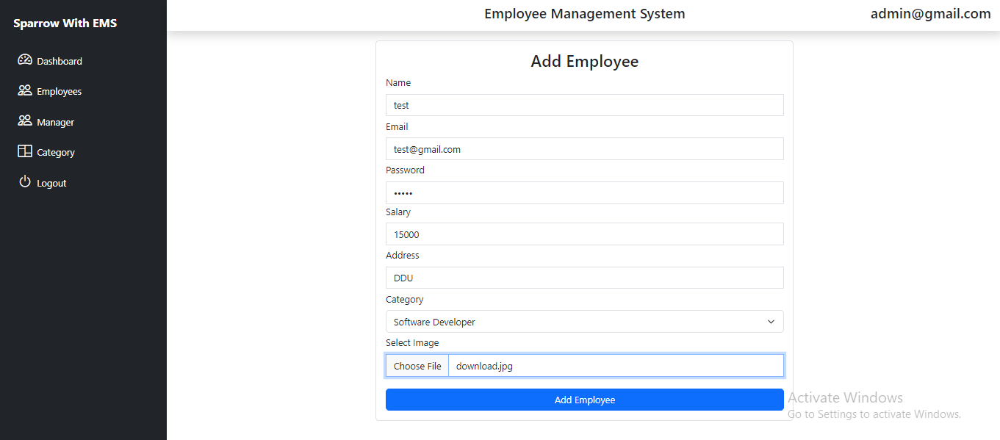 Sparrow With EMS
Dashboard
Employees
Manager
Category
Logout
Employee Management System
admin@gmail.com
Add Employee
Name
test
Email
test@gmail.com
Password
•••••
Salary
15000
Address
DDU
Category
Software Developer
Select Image
Choose File download.jpg
Add Employee
Activate Windows
Go to Settings to activate Windows.